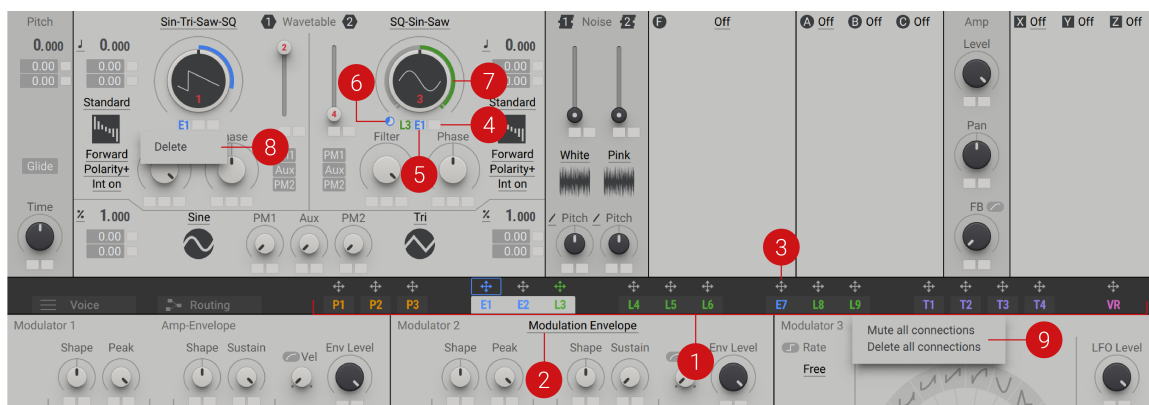 Pitch
Sin-Tri-Saw-SQ 1 Wavetable 2 SQ-Sin-Saw
1 Noise 2
F Off
A Off B Off C Off
Amp
X Off Y Off Z Off
0.000
0.00
0.00
0.000
0.00
0.00
2
1
6
3
7
0.000
0.00
0.00
Level
Standard
E1
4
L3 E1
4
Standard
Delete
8
ase
Filter
5
Phase
Pan
Forward
Polarity+
Int on
M1
Aux
PM2
PM1
Aux
PM2
Forward
Polarity+
Int on
White Pink
Glide
Time
% 1.000
0.00
0.00
Sine
PM1 Aux PM2
Tri
% 1.000
0.00
0.00
Pitch Pitch
FB
3
Voice Routing
P1 P2 P3 E1 E2 L3 L4 L5 L6 E7 L8 L9 T1 T2 T3 T4 VR
Modulator 1 Amp-Envelope
Modulator 2 Modulation Envelope
Modulator 3
Mute all connections
Delete all connections
9
Shape Peak Shape Sustain Vel Env Level
Shape Peak Shape Sustain Env Level
1
2
Rate
Free
LFO Level